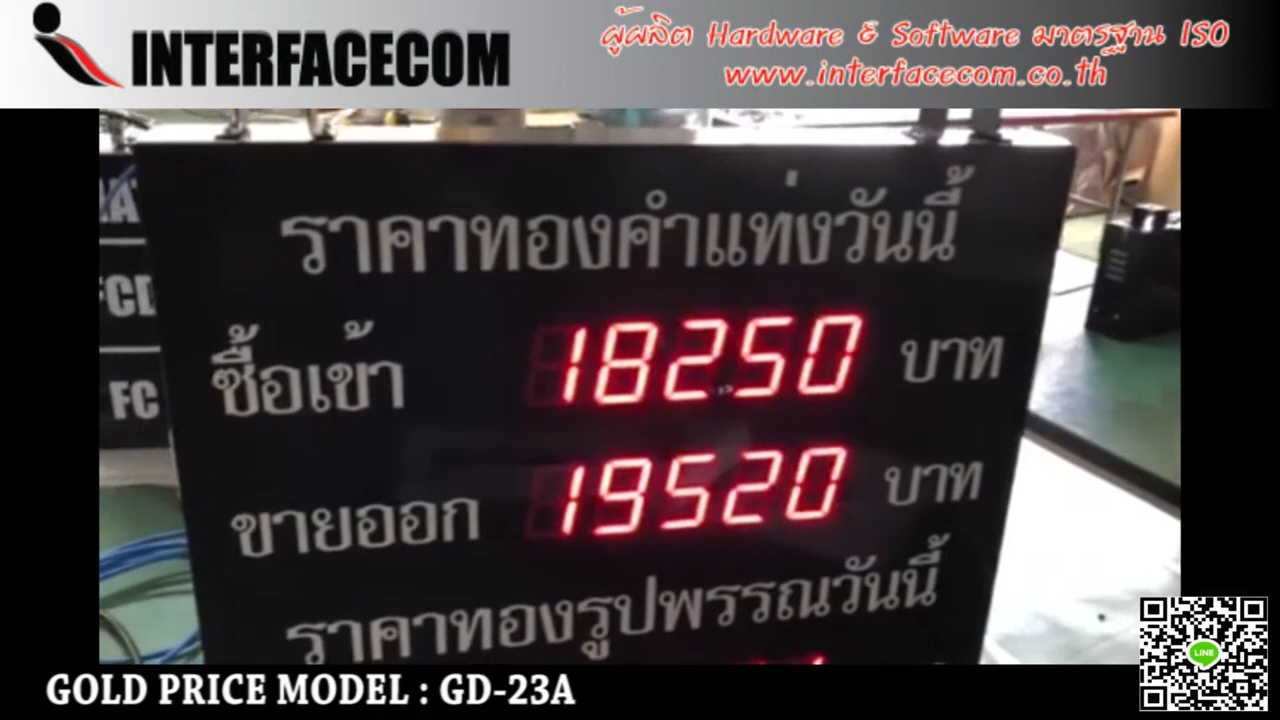 INTERFACECOM
ผู้ผลิต Hardware & Software มาตรฐาน ISO
www.interfacecom.co.th
ราคาทองคำแท่งวันนี้
ซื้อเข้า 18250 บาท
ขายออก 19520 บาท
ราคาทองรูปพรรณวันนี้
FC
GOLD PRICE MODEL : GD-23A
LINE